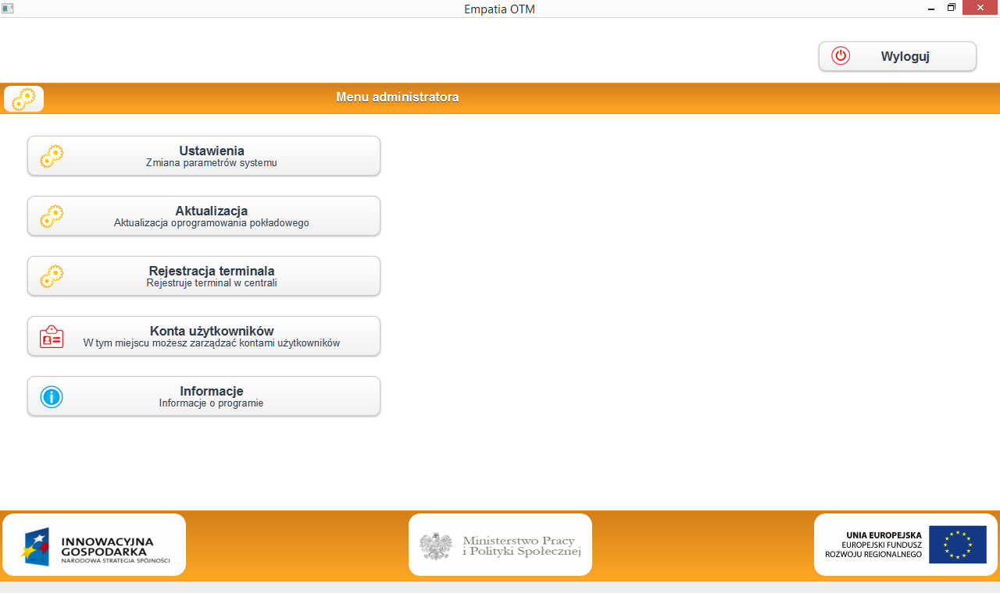 Empatia OTM
Wyloguj
Menu administratora
Ustawienia
Zmiana parametrów systemu
Aktualizacja
Aktualizacja oprogramowania pokładowego
Rejestracja terminala
Rejestruje terminal w centrali
Konta użytkowników
W tym miejscu możesz zarządzać kontami użytkowników
Informacje
Informacje o programie
INNOWACYJNA
GOSPODARKA
NARODOWA STRATEGIA SPÓJNOŚCI
Ministerstwo Pracy
i Polityki Społecznej
UNIA EUROPEJSKA
EUROPEJSKI FUNDUSZ
ROZWOJU REGIONALNEGO